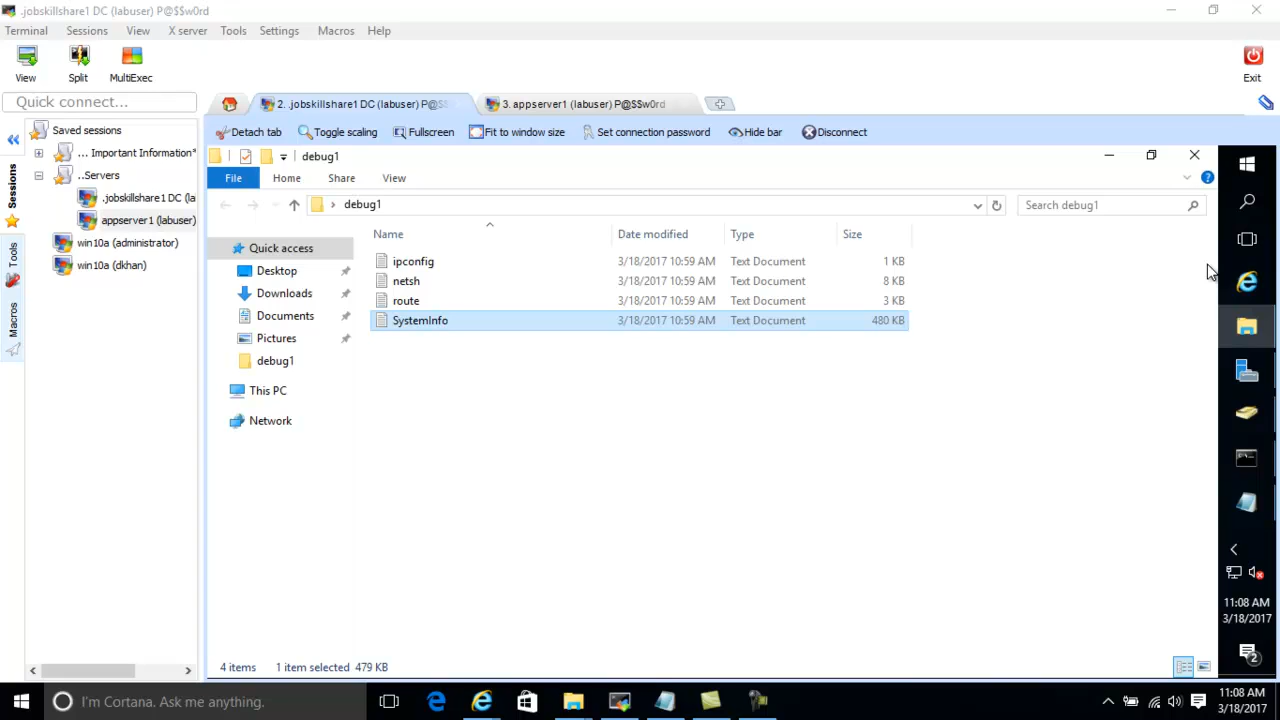 .jobskillshare1 DC (labuser) P@$$w0rd
Terminal Sessions View X server Tools Settings Macros Help
View Split MultiExec Exit
Quick connect...
2. .jobskillshare1 DC (labuser) P@$$
3. appserver1 (labuser) P@$$w0rd
Detach tab Toggle scaling Fullscreen Fit to window size Set connection password Hide bar Disconnect
Sessions
Tools
Macros
Saved sessions
... Important Information*
..Servers
.jobskillshare1 DC (la
appserver1 (labuser)
win10a (administrator)
win10a (dkhan)
debug1
File Home Share View
debug1
Search debug1
Name Date modified Type Size
Quick access
Desktop
Downloads
Documents
Pictures
debug1
This PC
Network
ipconfig 3/18/2017 10:59 AM Text Document 1 KB
netsh 3/18/2017 10:59 AM Text Document 8 KB
route 3/18/2017 10:59 AM Text Document 3 KB
SystemInfo 3/18/2017 10:59 AM Text Document 480 KB
4 items 1 item selected 479 KB
11:08 AM
3/18/2017
2
I'm Cortana. Ask me anything.
11:08 AM
3/18/2017